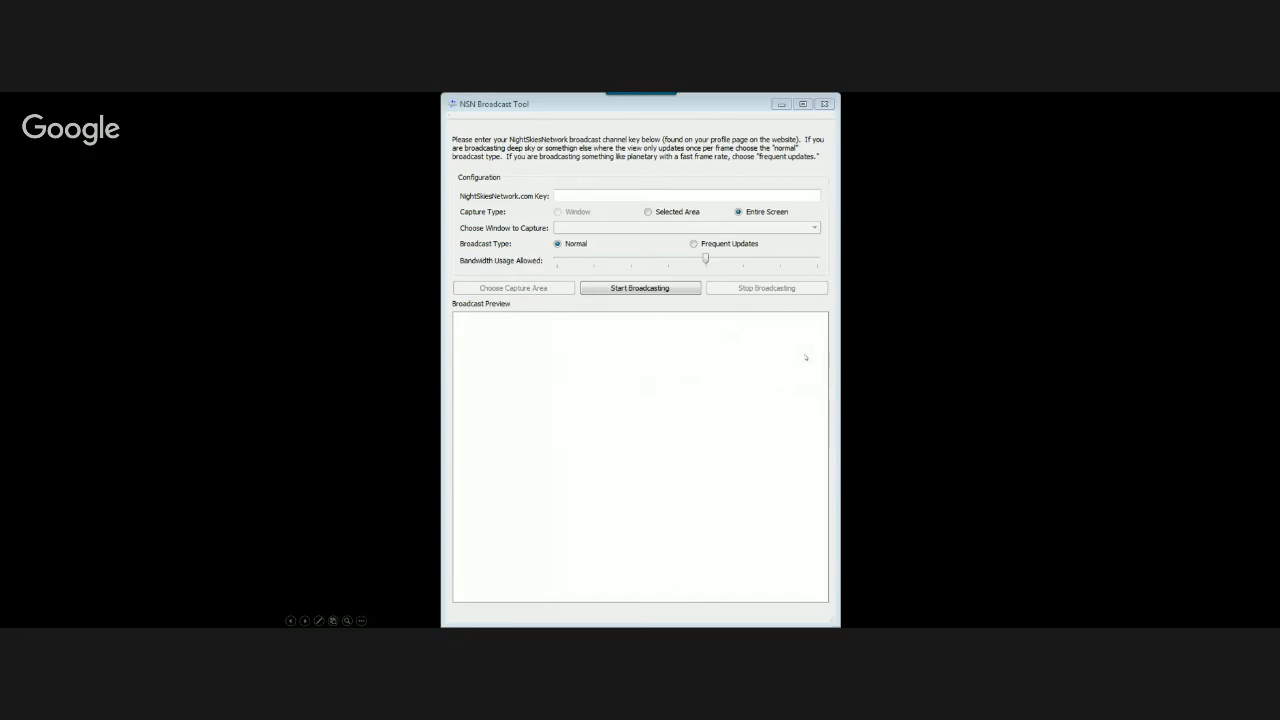 Google
NSN Broadcast Tool
Please enter your NightSkiesNetwork broadcast channel key below (found on your profile page on the website). If you
are broadcasting deep sky or somethign else where the view only updates once per frame choose the "normal"
broadcast type. If you are broadcasting something like planetary with a fast frame rate, choose "frequent updates."
Configuration
NightSkiesNetwork.com Key:
Capture Type: Window Selected Area Entire Screen
Choose Window to Capture:
Broadcast Type: Normal Frequent Updates
Bandwidth Usage Allowed:
Choose Capture Area Start Broadcasting Stop Broadcasting
Broadcast Preview